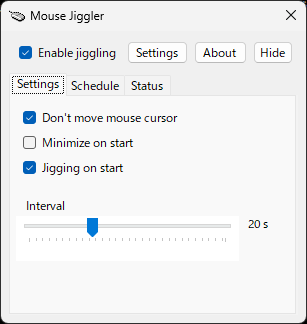 Mouse Jiggler
Enable jiggling Settings About Hide
Settings Schedule Status
Don't move mouse cursor
Minimize on start
Jigging on start
Interval
20 s